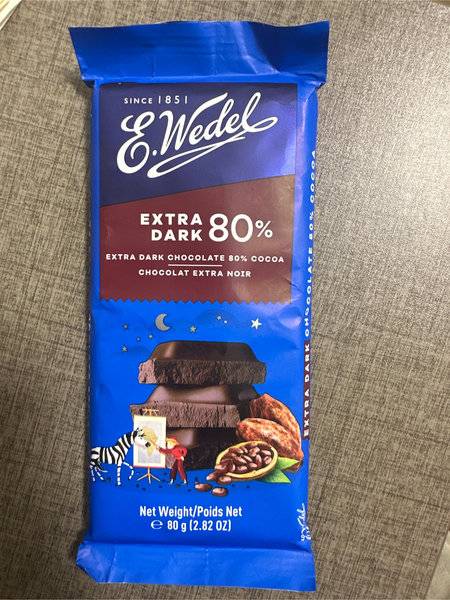 SINCE 1851
E. Wedel
EXTRA
DARK 80%
EXTRA DARK CHOCOLATE 80% COCOA
CHOCOLAT EXTRA NOIR
EXTRA DARK CHOCOLATE 80% COCOA
Net Weight/Poids Net
℮ 80 g (2.82 OZ)
E. Wedel